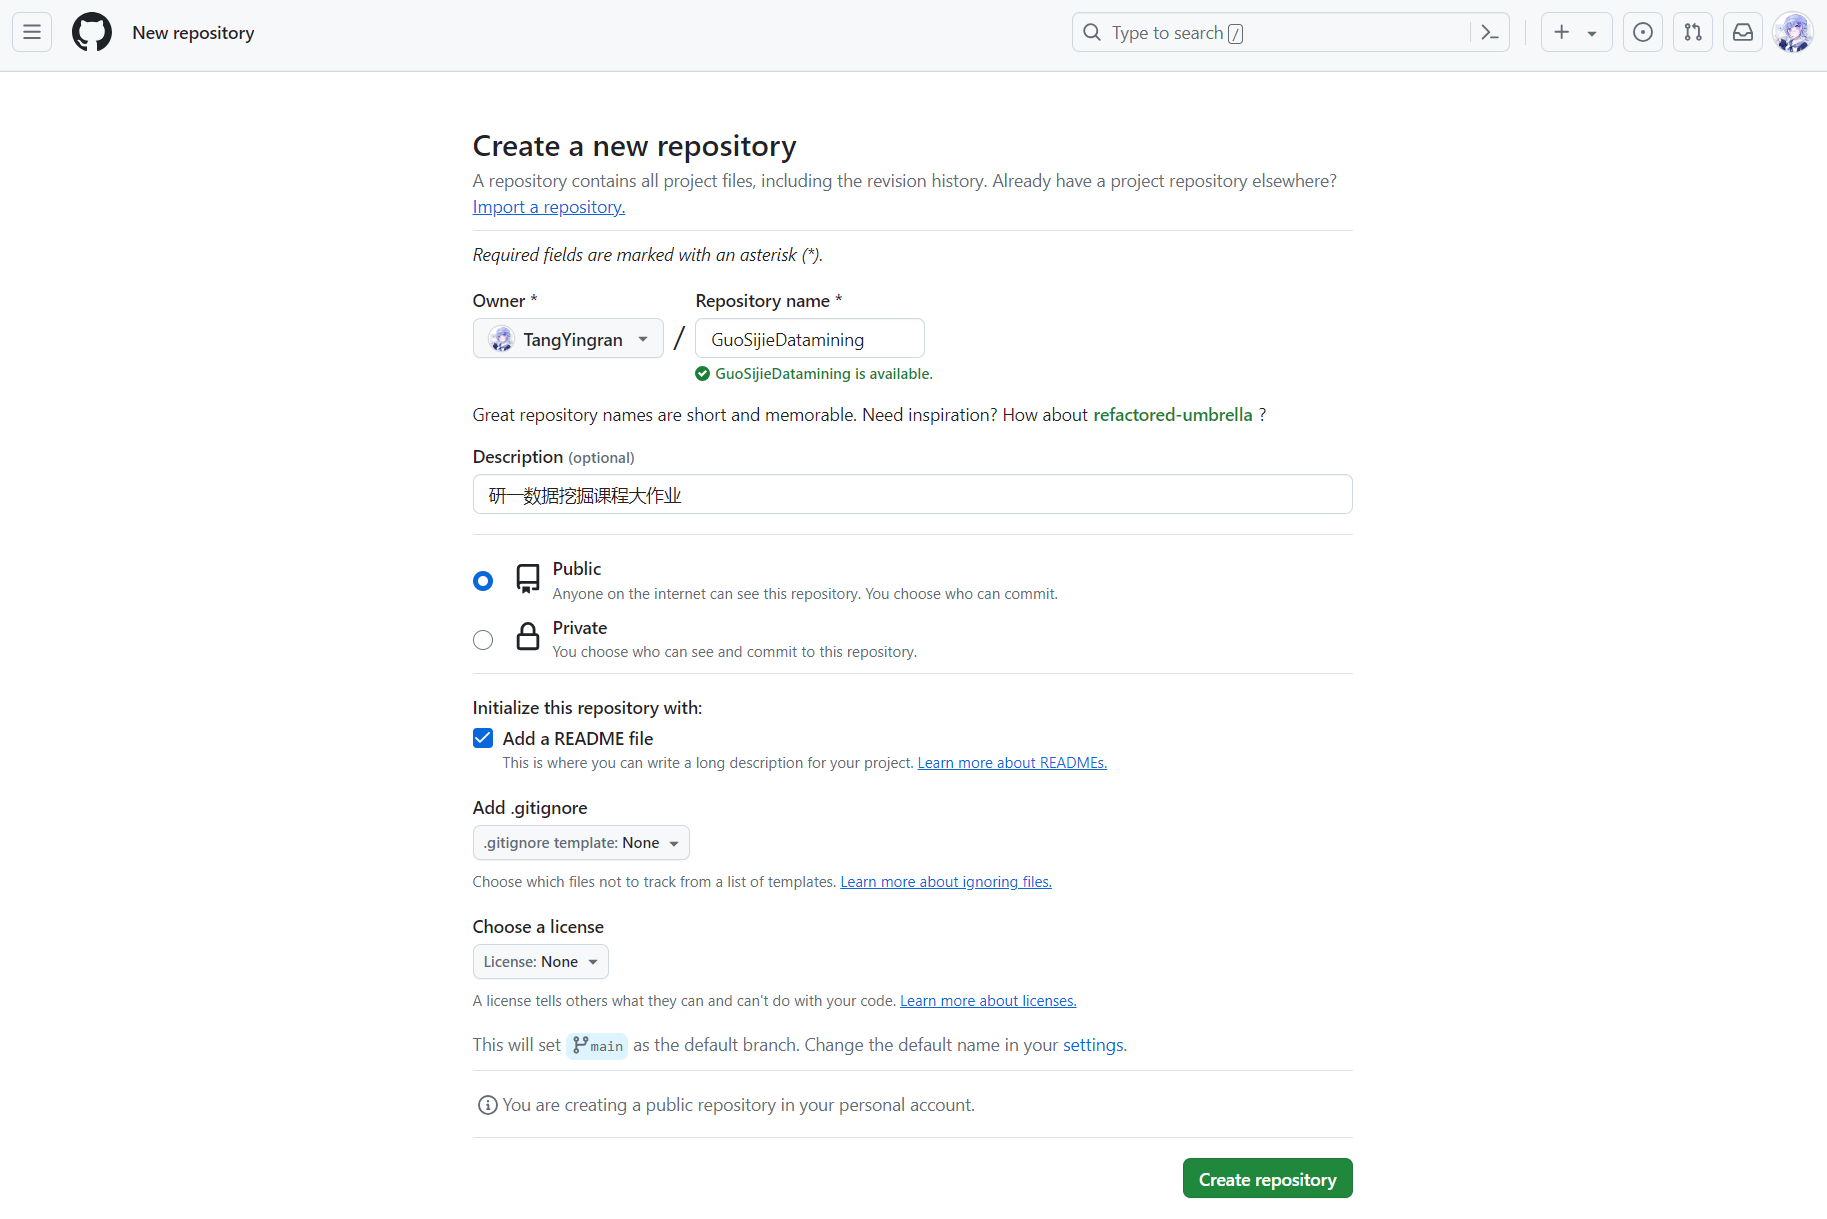 New repository
Type to search /
Create a new repository
A repository contains all project files, including the revision history. Already have a project repository elsewhere?
Import a repository.
Required fields are marked with an asterisk (*).
Owner * Repository name *
TangYingran / GuoSijieDatamining
GuoSijieDatamining is available.
Great repository names are short and memorable. Need inspiration? How about refactored-umbrella ?
Description (optional)
研一数据挖掘课程大作业
Public
Anyone on the internet can see this repository. You choose who can commit.
Private
You choose who can see and commit to this repository.
Initialize this repository with:
Add a README file
This is where you can write a long description for your project. Learn more about READMEs.
Add .gitignore
.gitignore template: None
Choose which files not to track from a list of templates. Learn more about ignoring files.
Choose a license
License: None
A license tells others what they can and can't do with your code. Learn more about licenses.
This will set main as the default branch. Change the default name in your settings.
You are creating a public repository in your personal account.
Create repository